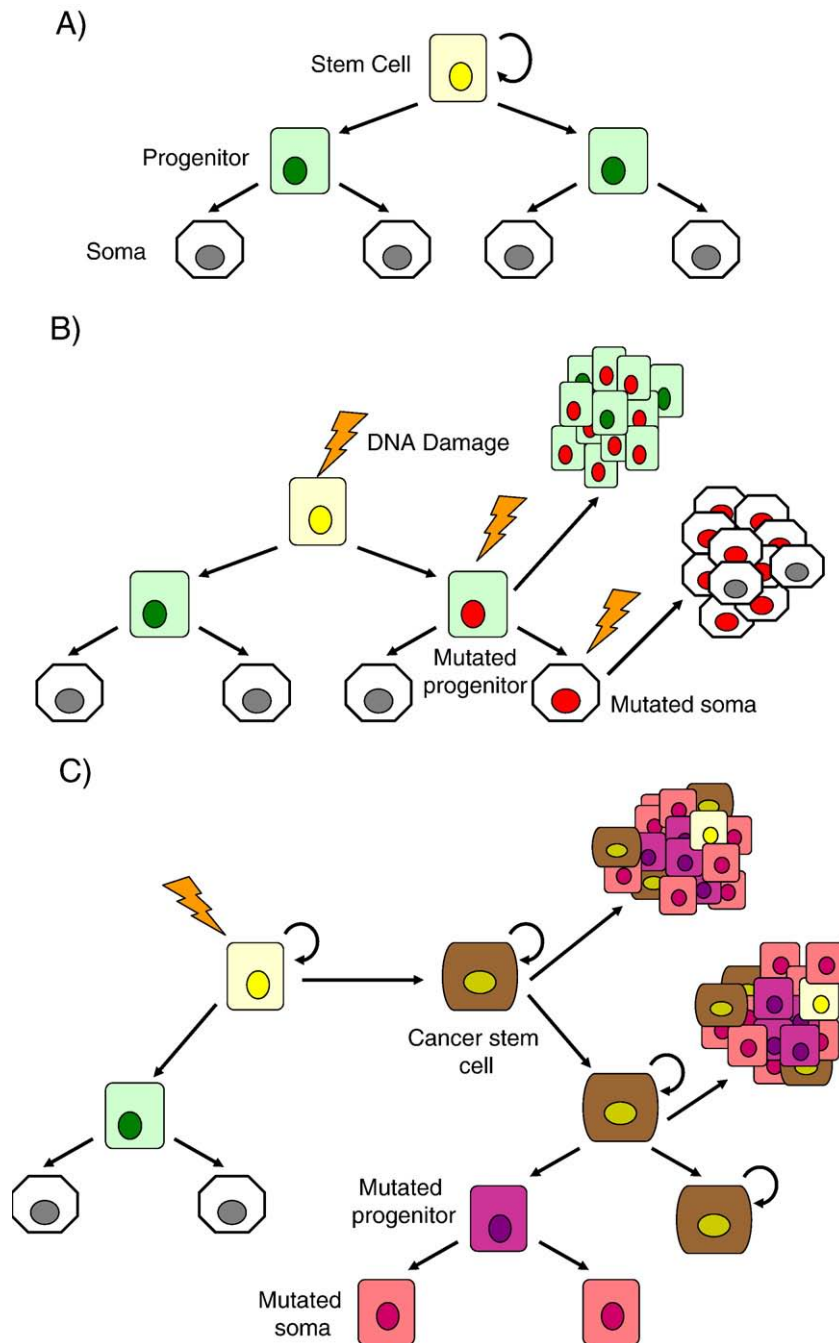 A)
Stem Cell
Progenitor
Soma
B)
DNA Damage
Mutated
progenitor
Mutated soma
C)
Cancer stem
cell
Mutated
progenitor
Mutated
soma